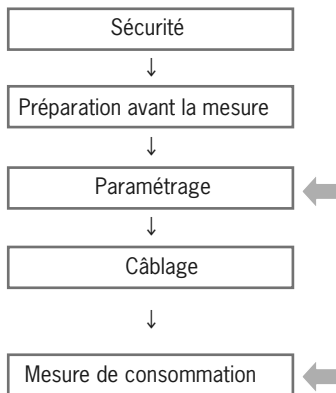 Sécurité
↓
Préparation avant la mesure
↓
Paramétrage
↓
Câblage
↓
Mesure de consommation